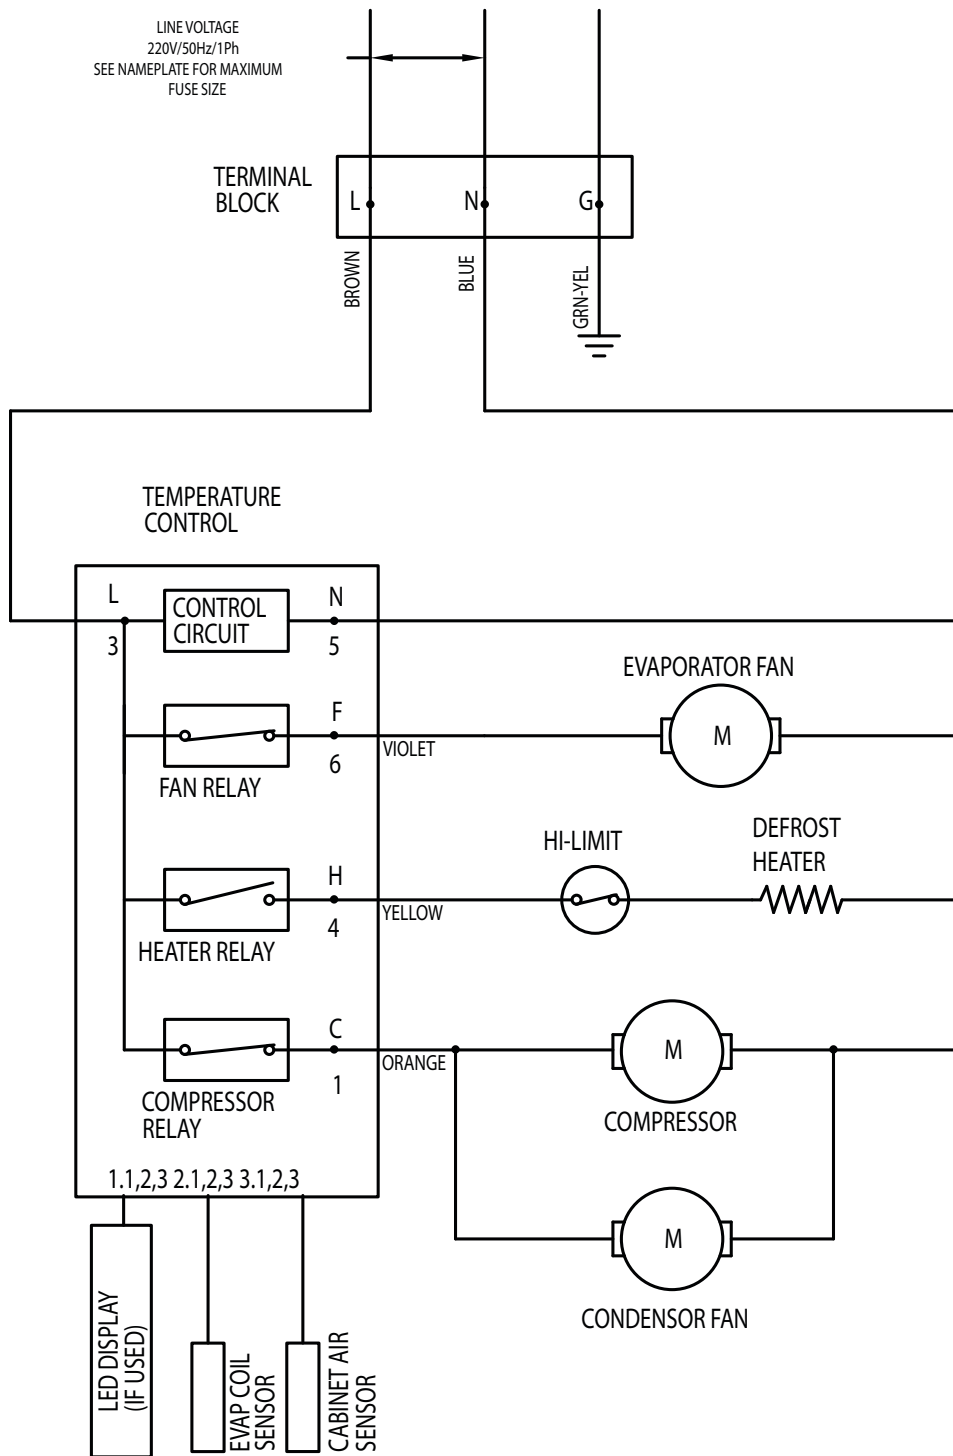 LINE VOLTAGE
220V/50Hz/1Ph
SEE NAMEPLATE FOR MAXIMUM
FUSE SIZE
TERMINAL
BLOCK
L
N
G
BROWN
BLUE
GRN-YEL
TEMPERATURE
CONTROL
L
3
CONTROL
CIRCUIT
N
5
EVAPORATOR FAN
M
F
6
VIOLET
FAN RELAY
HI-LIMIT
DEFROST
HEATER
H
4
YELLOW
HEATER RELAY
C
1
ORANGE
M
COMPRESSOR
COMPRESSOR
RELAY
1.1,2,3 2.1,2,3 3.1,2,3
M
CONDENSOR FAN
LED DISPLAY
(IF USED)
EVAP COIL
SENSOR
CABINET AIR
SENSOR